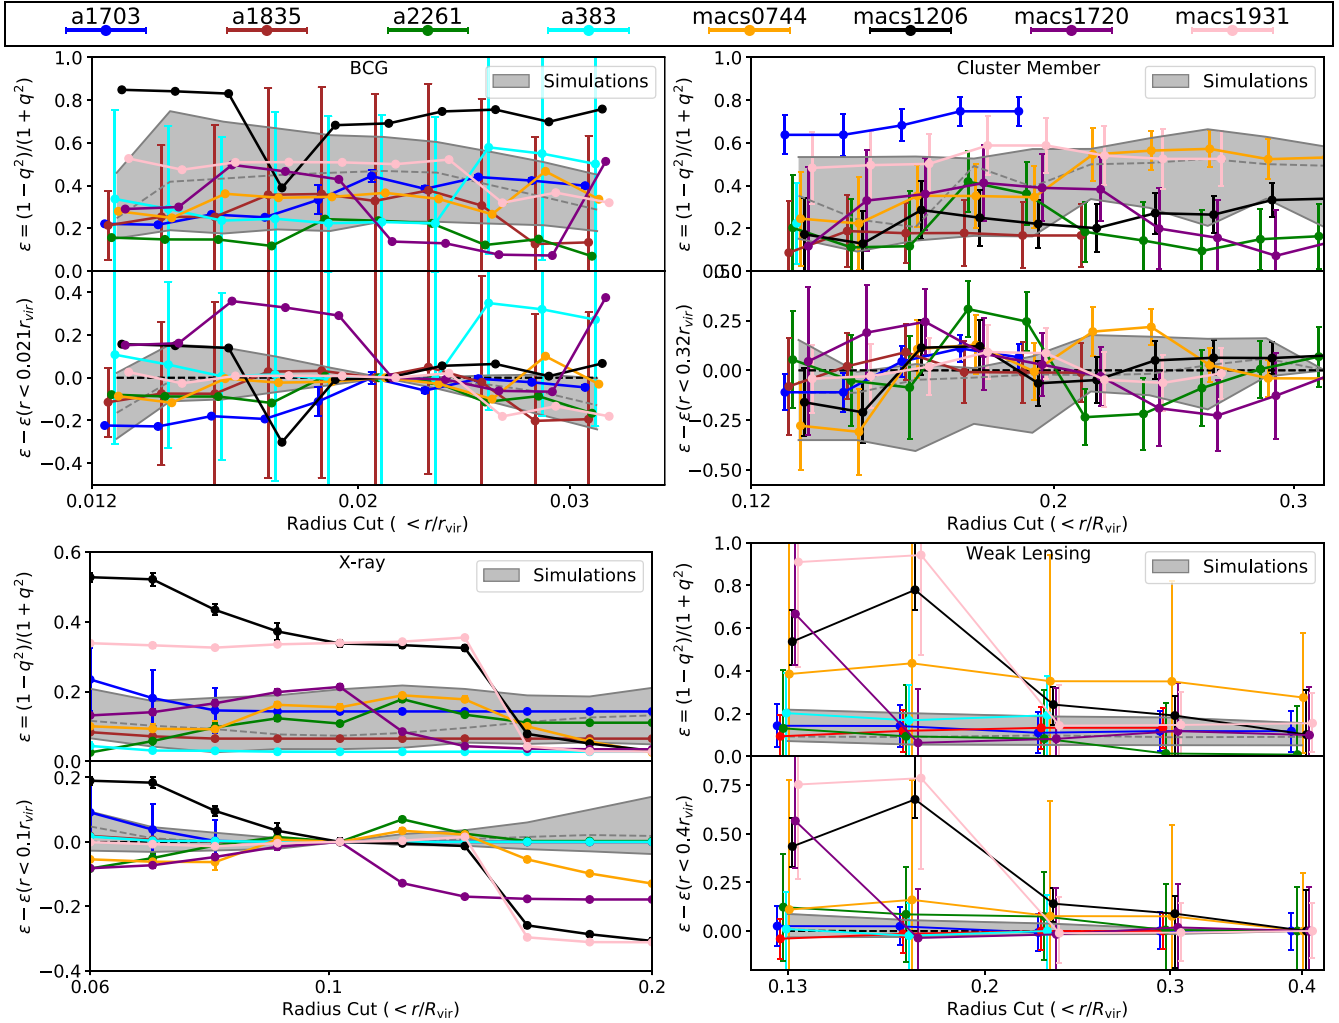 a1703 a1835 a2261 a383 macs0744 macs1206 macs1720 macs1931
BCG
Simulations
ε = (1 − q²)/(1 + q²)
1.0
0.8
0.6
0.4
0.2
0.0
ε − ε(r < 0.021r_vir)
0.4
0.2
0.0
−0.2
−0.4
0.012 0.02 0.03
Radius Cut ( < r/r_vir)
Cluster Member
Simulations
ε = (1 − q²)/(1 + q²)
1.0
0.8
0.6
0.4
0.2
0.0
ε − ε(r < 0.32r_vir)
0.50
0.25
0.00
−0.25
−0.50
0.12 0.2 0.3
Radius Cut ( < r/R_vir)
X-ray
Simulations
ε = (1 − q²)/(1 + q²)
0.6
0.4
0.2
0.0
ε − ε(r < 0.1r_vir)
0.2
0.0
−0.2
−0.4
0.06 0.1 0.2
Radius Cut ( < r/R_vir)
Weak Lensing
Simulations
ε = (1 − q²)/(1 + q²)
1.0
0.8
0.6
0.4
0.2
0.0
ε − ε(r < 0.4r_vir)
0.75
0.50
0.25
0.00
0.13 0.2 0.3 0.4
Radius Cut ( < r/R_vir)